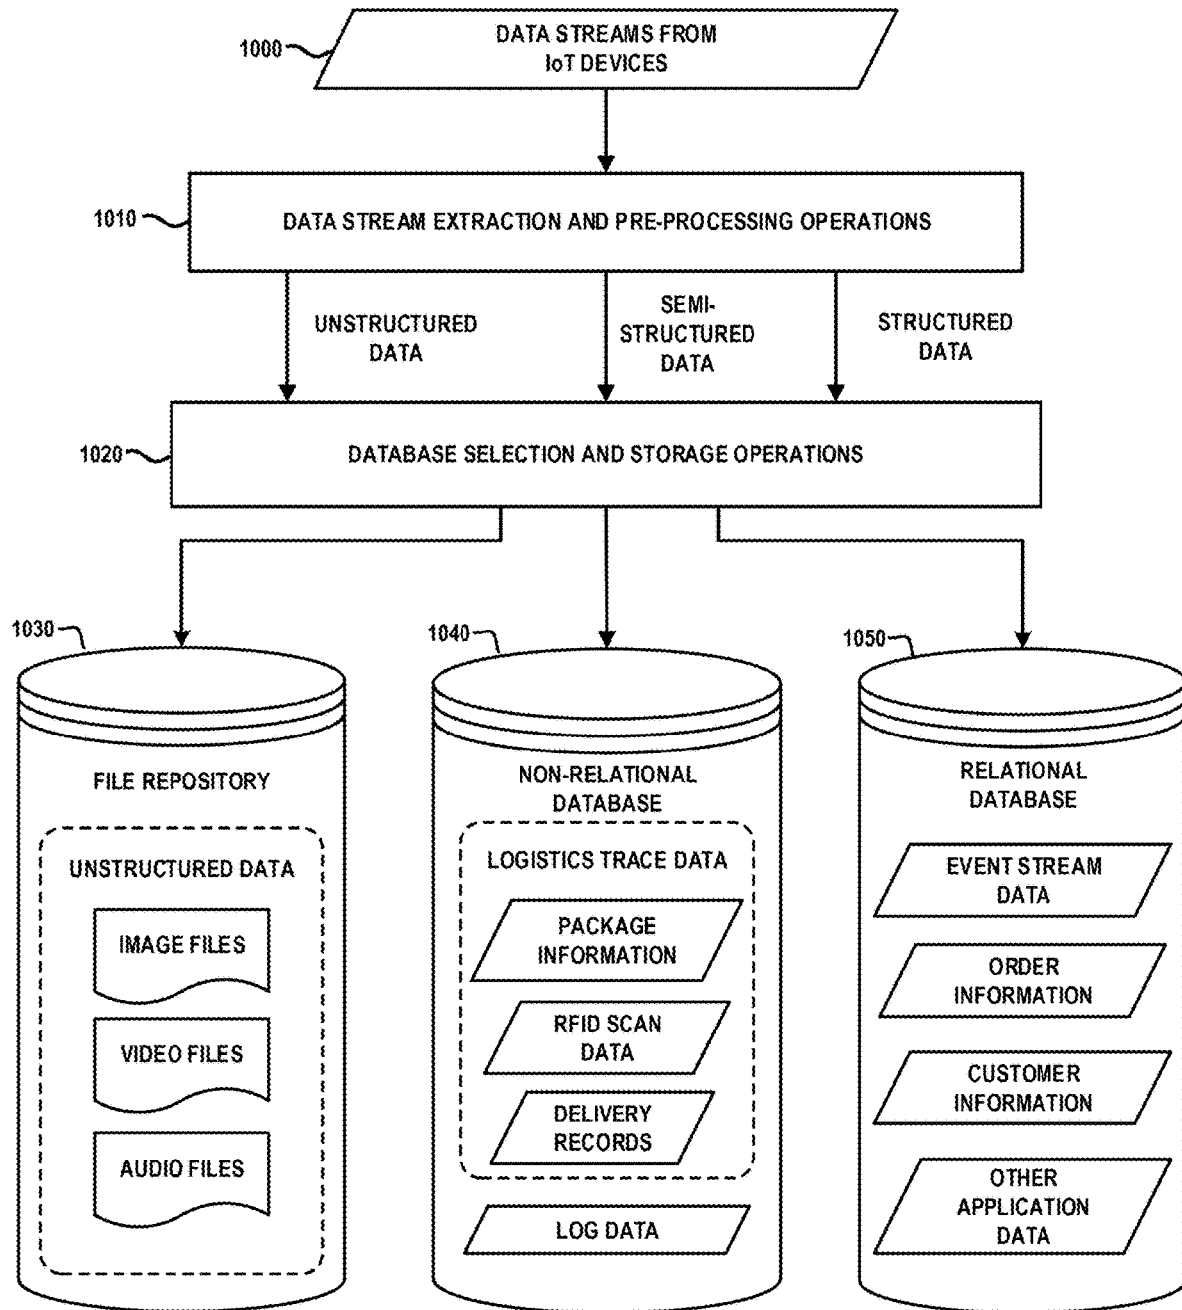 1000
DATA STREAMS FROM
IoT DEVICES
1010
DATA STREAM EXTRACTION AND PRE-PROCESSING OPERATIONS
UNSTRUCTURED
DATA
SEMI-
STRUCTURED
DATA
STRUCTURED
DATA
1020
DATABASE SELECTION AND STORAGE OPERATIONS
1030
FILE REPOSITORY
UNSTRUCTURED DATA
IMAGE FILES
VIDEO FILES
AUDIO FILES
1040
NON-RELATIONAL
DATABASE
LOGISTICS TRACE DATA
PACKAGE
INFORMATION
RFID SCAN
DATA
DELIVERY
RECORDS
LOG DATA
1050
RELATIONAL
DATABASE
EVENT STREAM
DATA
ORDER
INFORMATION
CUSTOMER
INFORMATION
OTHER
APPLICATION
DATA